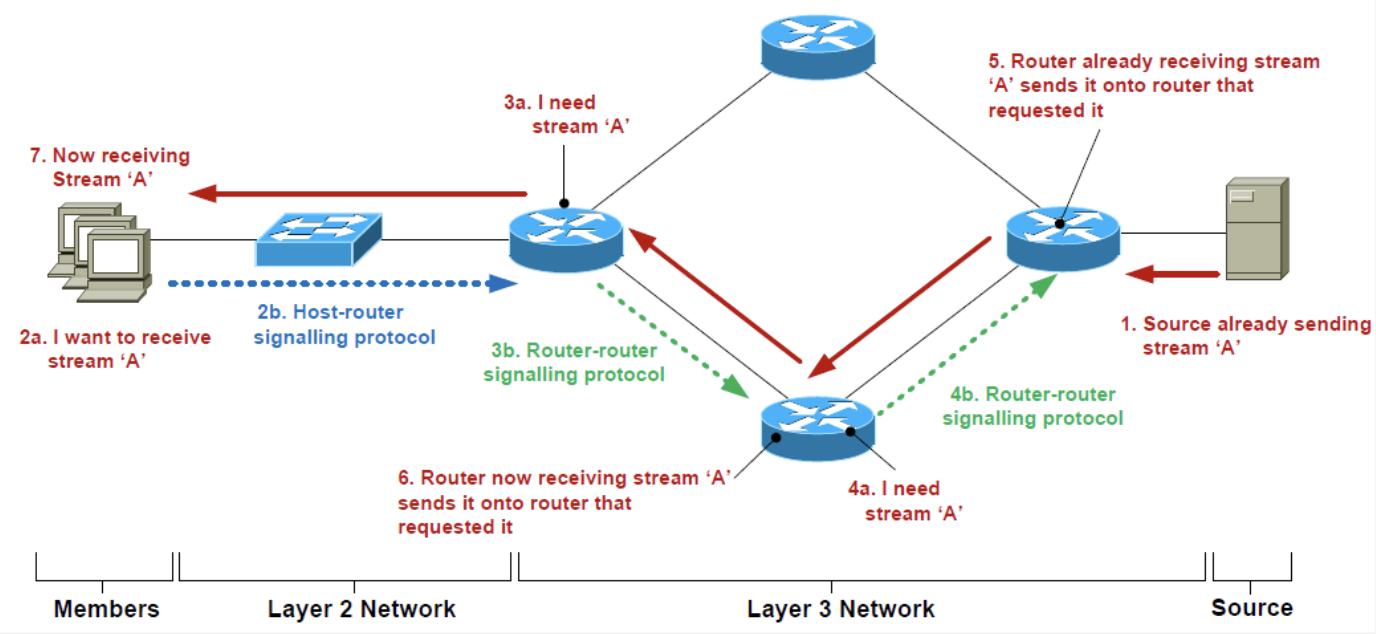 5. Router already receiving stream
‘A’ sends it onto router that
requested it
3a. I need
stream ‘A’
7. Now receiving
Stream ‘A’
2b. Host-router
signalling protocol
2a. I want to receive
stream ‘A’
1. Source already sending
stream ‘A’
3b. Router-router
signalling protocol
4b. Router-router
signalling protocol
6. Router now receiving stream ‘A’
sends it onto router that
requested it
4a. I need
stream ‘A’
Members
Layer 2 Network
Layer 3 Network
Source